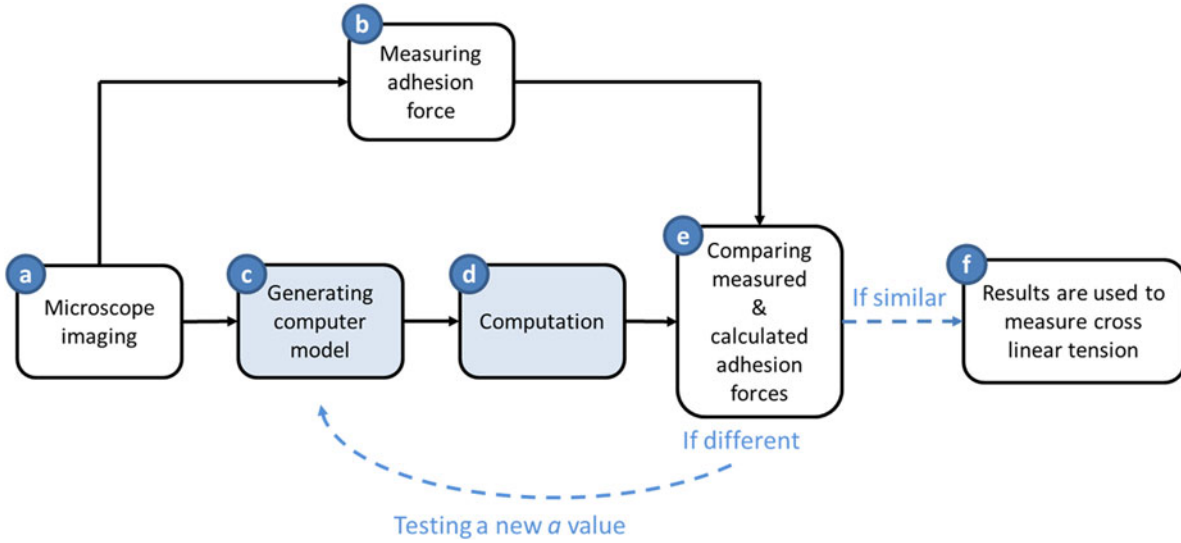 b
Measuring
adhesion
force
a
Microscope
imaging
c
Generating
computer
model
d
Computation
e
Comparing
measured
&
calculated
adhesion
forces
If similar
f
Results are used to
measure cross
linear tension
If different
Testing a new a value